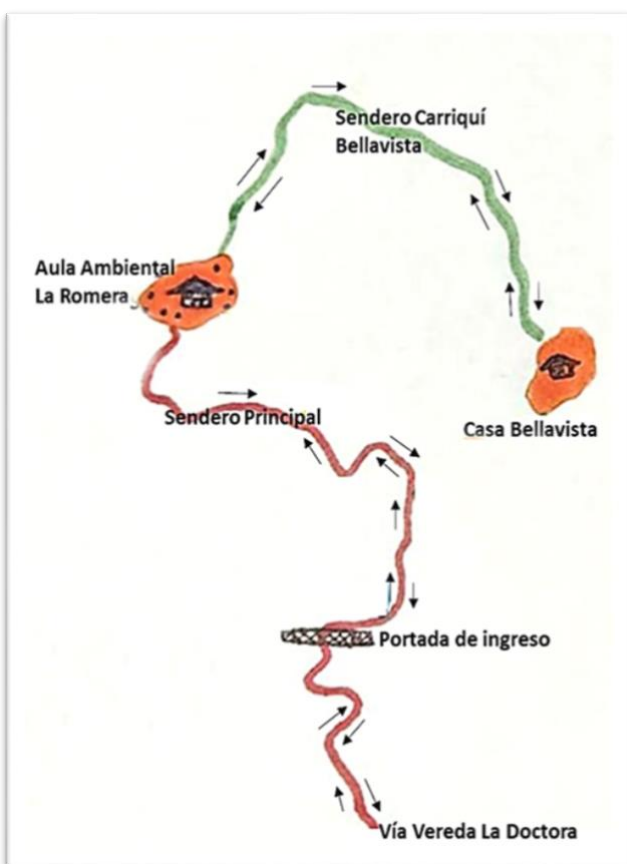 Sendero Carriquí
Bellavista
Aula Ambiental
La Romera
Sendero Principal
Casa Bellavista
Portada de ingreso
Vía Vereda La Doctora